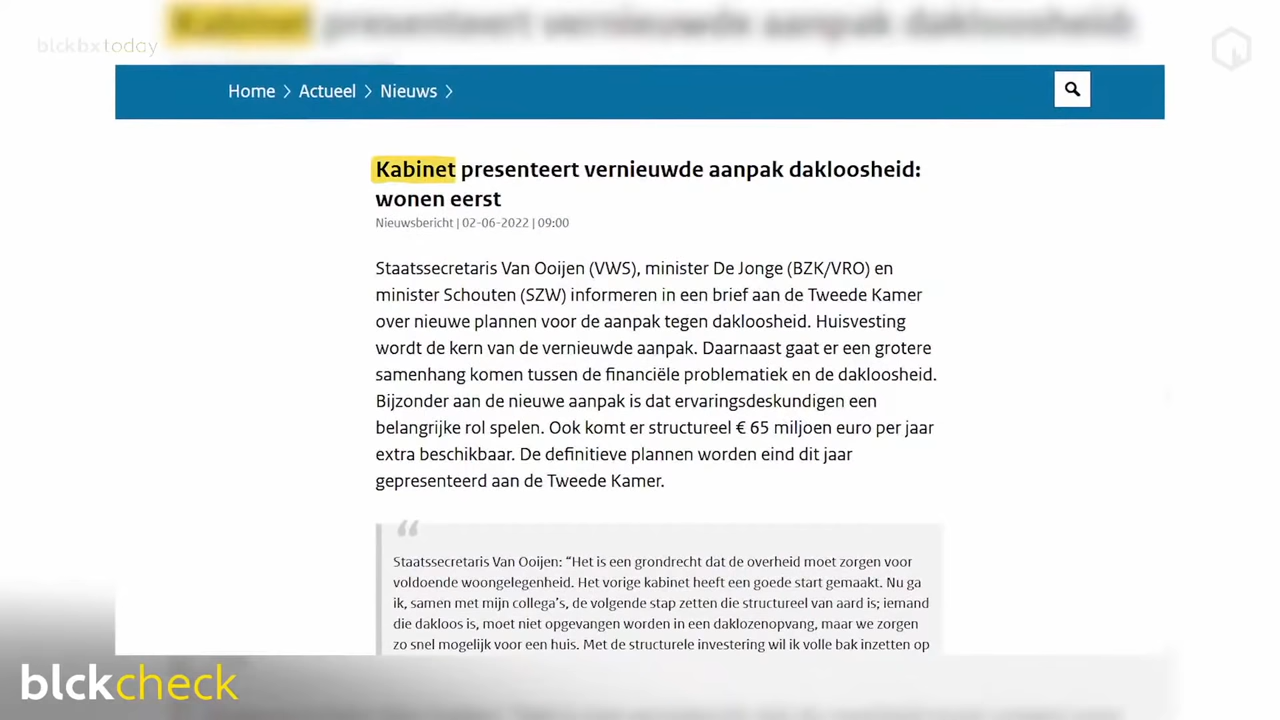 Kabinet presenteert vernieuwde aanpak dakloosheid:
blckbxtoday
Home > Actueel > Nieuws >
Kabinet presenteert vernieuwde aanpak dakloosheid:
wonen eerst
Nieuwsbericht | 02-06-2022 | 09:00
Staatssecretaris Van Ooijen (VWS), minister De Jonge (BZK/VRO) en
minister Schouten (SZW) informeren in een brief aan de Tweede Kamer
over nieuwe plannen voor de aanpak tegen dakloosheid. Huisvesting
wordt de kern van de vernieuwde aanpak. Daarnaast gaat er een grotere
samenhang komen tussen de financiële problematiek en de dakloosheid.
Bijzonder aan de nieuwe aanpak is dat ervaringsdeskundigen een
belangrijke rol spelen. Ook komt er structureel € 65 miljoen euro per jaar
extra beschikbaar. De definitieve plannen worden eind dit jaar
gepresenteerd aan de Tweede Kamer.
“
Staatssecretaris Van Ooijen: “Het is een grondrecht dat de overheid moet zorgen voor
voldoende woongelegenheid. Het vorige kabinet heeft een goede start gemaakt. Nu ga
ik, samen met mijn collega’s, de volgende stap zetten die structureel van aard is; iemand
die dakloos is, moet niet opgevangen worden in een daklozenopvang, maar we zorgen
zo snel mogelijk voor een huis. Met de structurele investering wil ik volle bak inzetten op
blckcheck